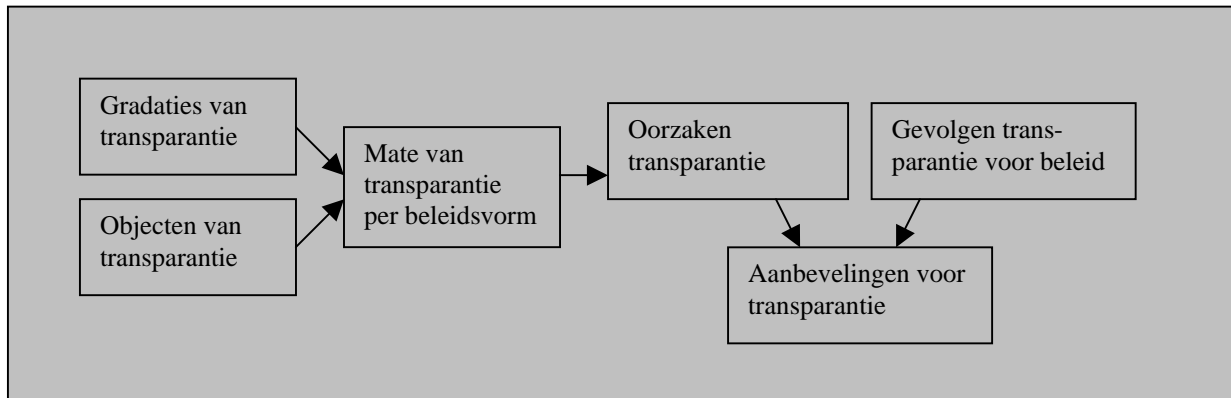 Gradaties van
transparantie
Objecten van
transparantie
Mate van
transparantie
per beleidsvorm
Oorzaken
transparantie
Gevolgen trans-
parantie voor beleid
Aanbevelingen voor
transparantie